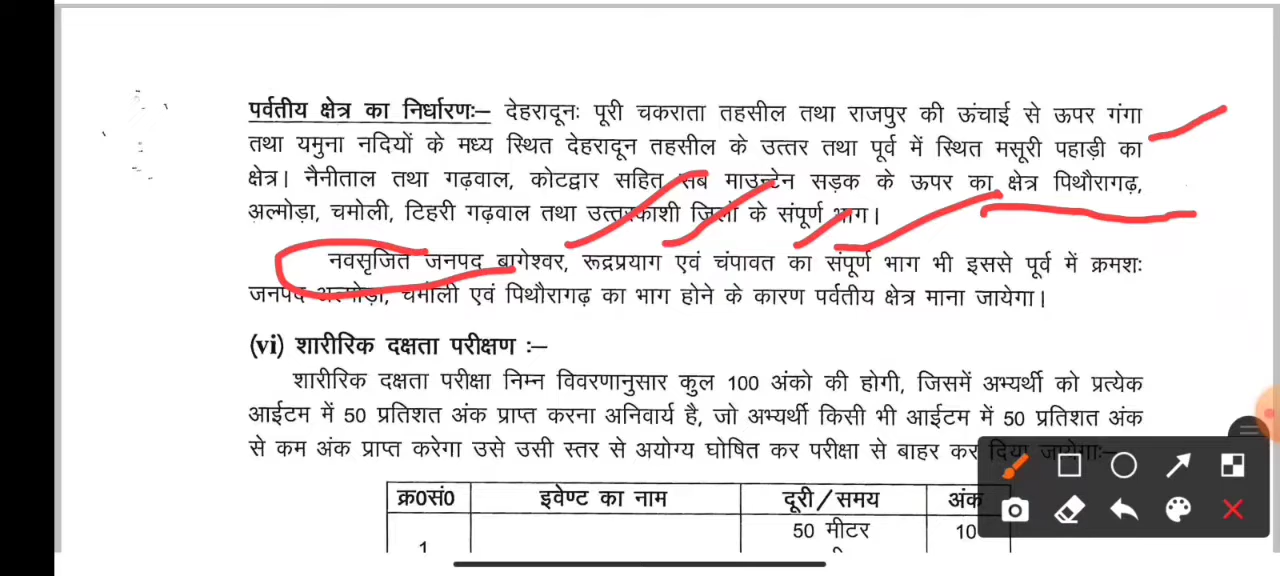 पर्वतीय क्षेत्र का निर्धारणः– देहरादूनः पूरी चकराता तहसील तथा राजपुर की ऊंचाई से ऊपर गंगा
तथा यमुना नदियों के मध्य स्थित देहरादून तहसील के उत्तर तथा पूर्व में स्थित मसूरी पहाड़ी का
क्षेत्र। नैनीताल तथा गढ़वाल, कोटद्वार सहित सब माउन्टेन सड़क के ऊपर का क्षेत्र पिथौरागढ़,
अल्मोड़ा, चमोली, टिहरी गढ़वाल तथा उत्तरकाशी जिलों के संपूर्ण भाग।
नवसृजित जनपद बागेश्वर, रूद्रप्रयाग एवं चंपावत का संपूर्ण भाग भी इससे पूर्व में क्रमशः
जनपद अल्मोड़ा, चमोली एवं पिथौरागढ़ का भाग होने के कारण पर्वतीय क्षेत्र माना जायेगा।
(vi) शारीरिक दक्षता परीक्षण :–
शारीरिक दक्षता परीक्षा निम्न विवरणानुसार कुल 100 अंको की होगी, जिसमें अभ्यर्थी को प्रत्येक
आईटम में 50 प्रतिशत अंक प्राप्त करना अनिवार्य है, जो अभ्यर्थी किसी भी आईटम में 50 प्रतिशत अंक
से कम अंक प्राप्त करेगा उसे उसी स्तर से अयोग्य घोषित कर परीक्षा से बाहर कर दिया जायेगाः–
क्र0सं0 इवेण्ट का नाम दूरी/समय अंक
50 मीटर 10
1